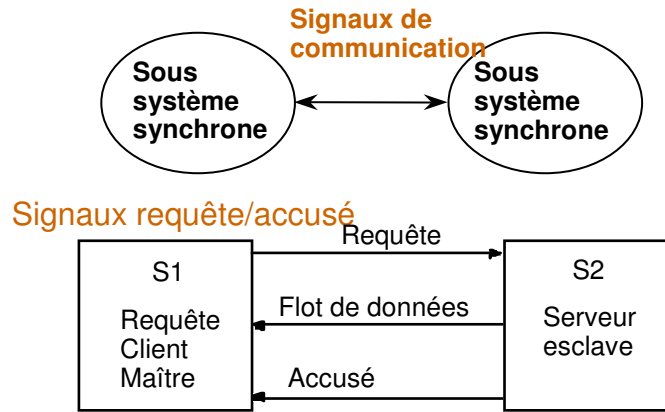 Signaux de
communication
Sous
système
synchrone
Sous
système
synchrone
Signaux requête/accusé
Requête
S1
S2
Flot de données
Requête
Client
Maître
Serveur
esclave
Accusé